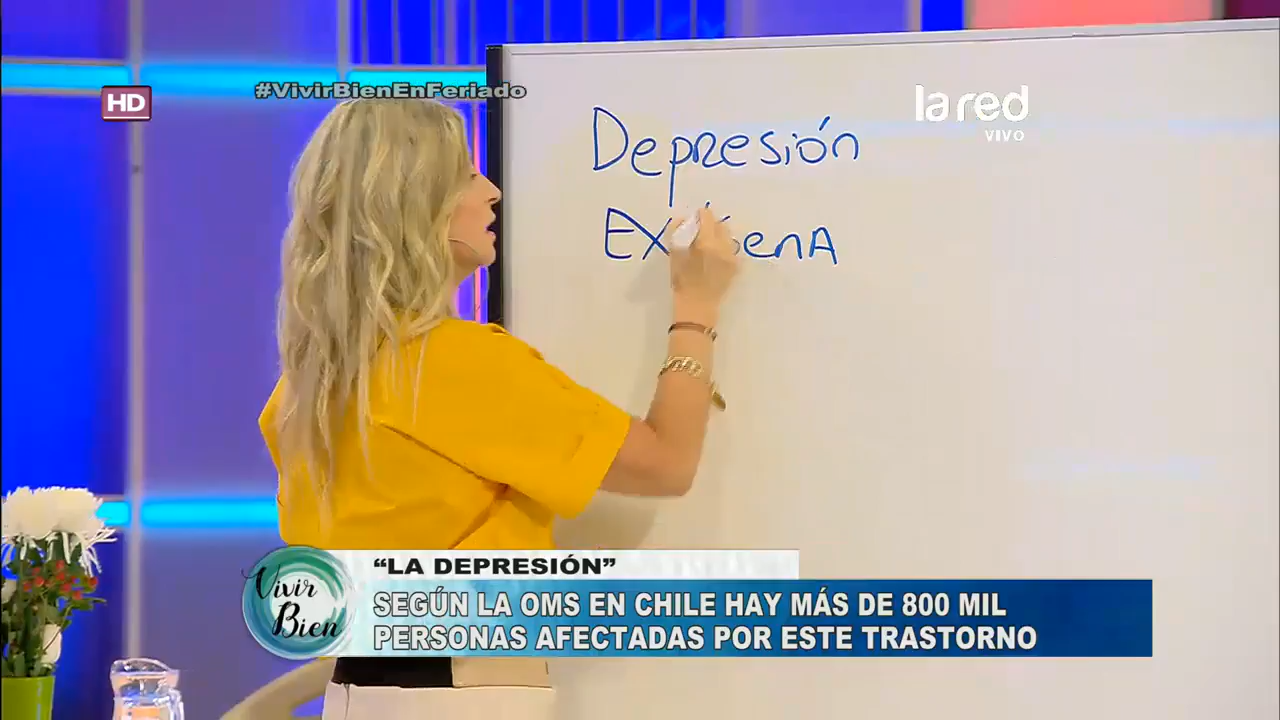 #VivirBienEnFeriado
HD
la red
VIVO
Depresión
Vivir
Bien
“LA DEPRESIÓN”
SEGÚN LA OMS EN CHILE HAY MÁS DE 800 MIL
PERSONAS AFECTADAS POR ESTE TRASTORNO